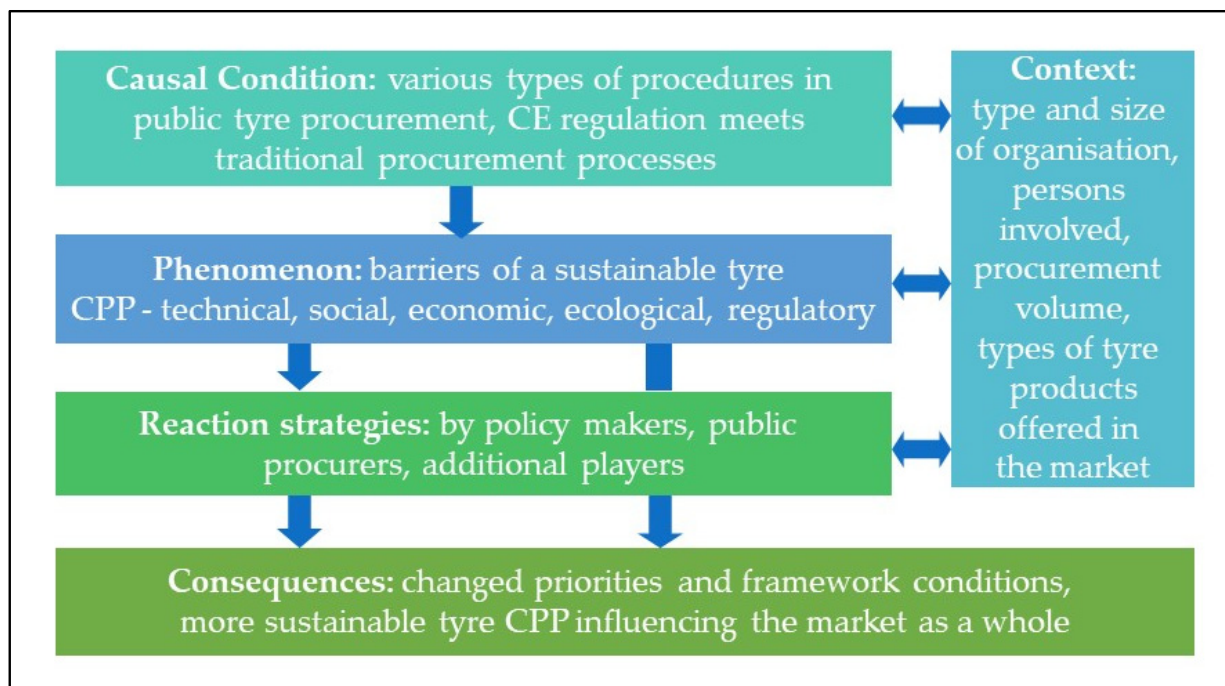 Causal Condition: various types of procedures in
public tyre procurement, CE regulation meets
traditional procurement processes
Context:
type and size
of organisation,
persons
involved,
procurement
volume,
types of tyre
products
offered in
the market
Phenomenon: barriers of a sustainable tyre
CPP - technical, social, economic, ecological, regulatory
Reaction strategies: by policy makers, public
procurers, additional players
Consequences: changed priorities and framework conditions,
more sustainable tyre CPP influencing the market as a whole